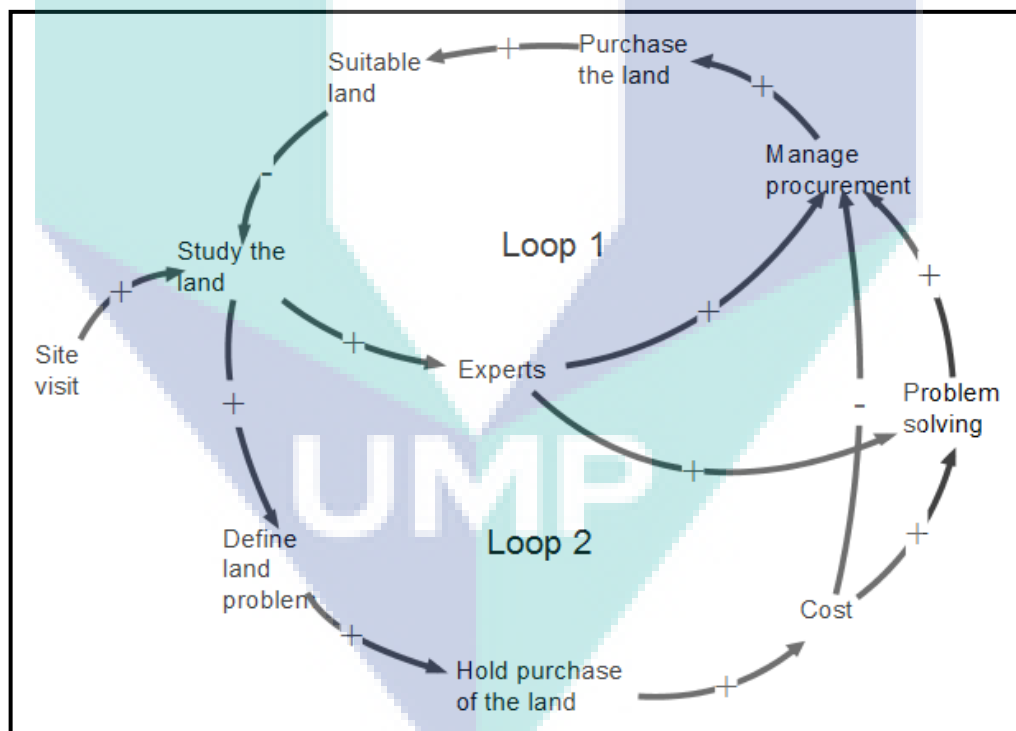 Purchase
the land
+
Suitable
land
+
Manage
procurement
-
Study the
land
Loop 1
+
+
+
+
Site
visit
Experts
Problem
solving
+
-
+
UMP
Define
land
problem
Loop 2
+
Cost
+
Hold purchase
of the land
+